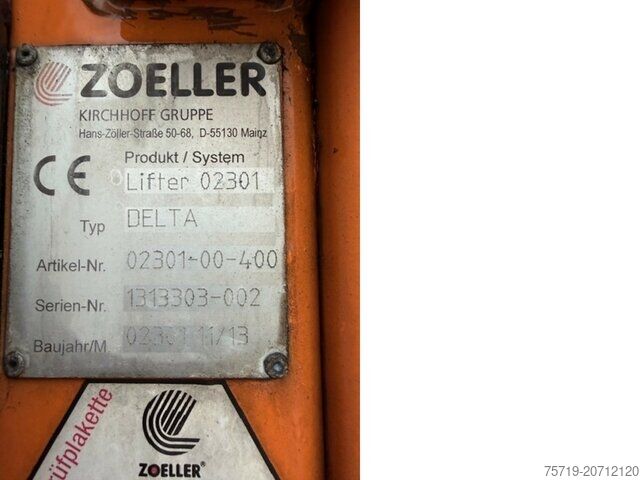 ZOELLER
KIRCHHOFF GRUPPE
Hans-Zöller-Straße 50-68, D-55130 Mainz
Produkt / System
CE
Lifter 02301
Typ DELTA
Artikel-Nr. 02301-00-400
Serien-Nr. 1313303-002
Baujahr/M 11/13
rüfplakette
ZOELLER®
75719-20712120